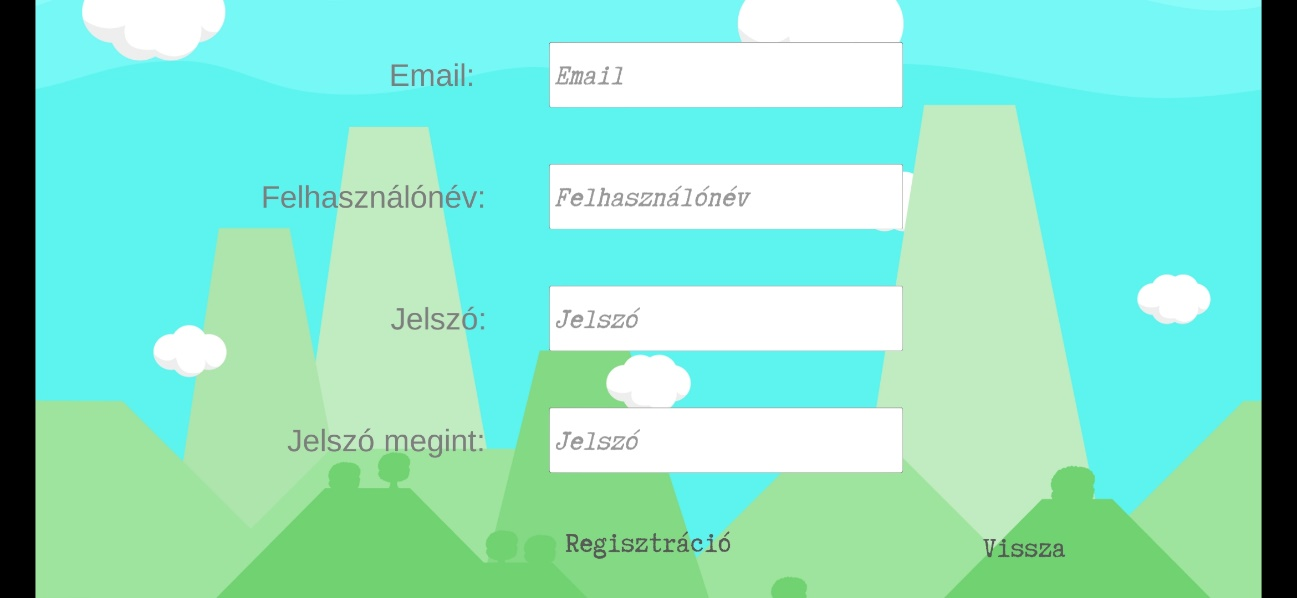 Email: Email
Felhasználónév: Felhasználónév
Jelszó: Jelszó
Jelszó megint: Jelszó
Regisztráció Vissza